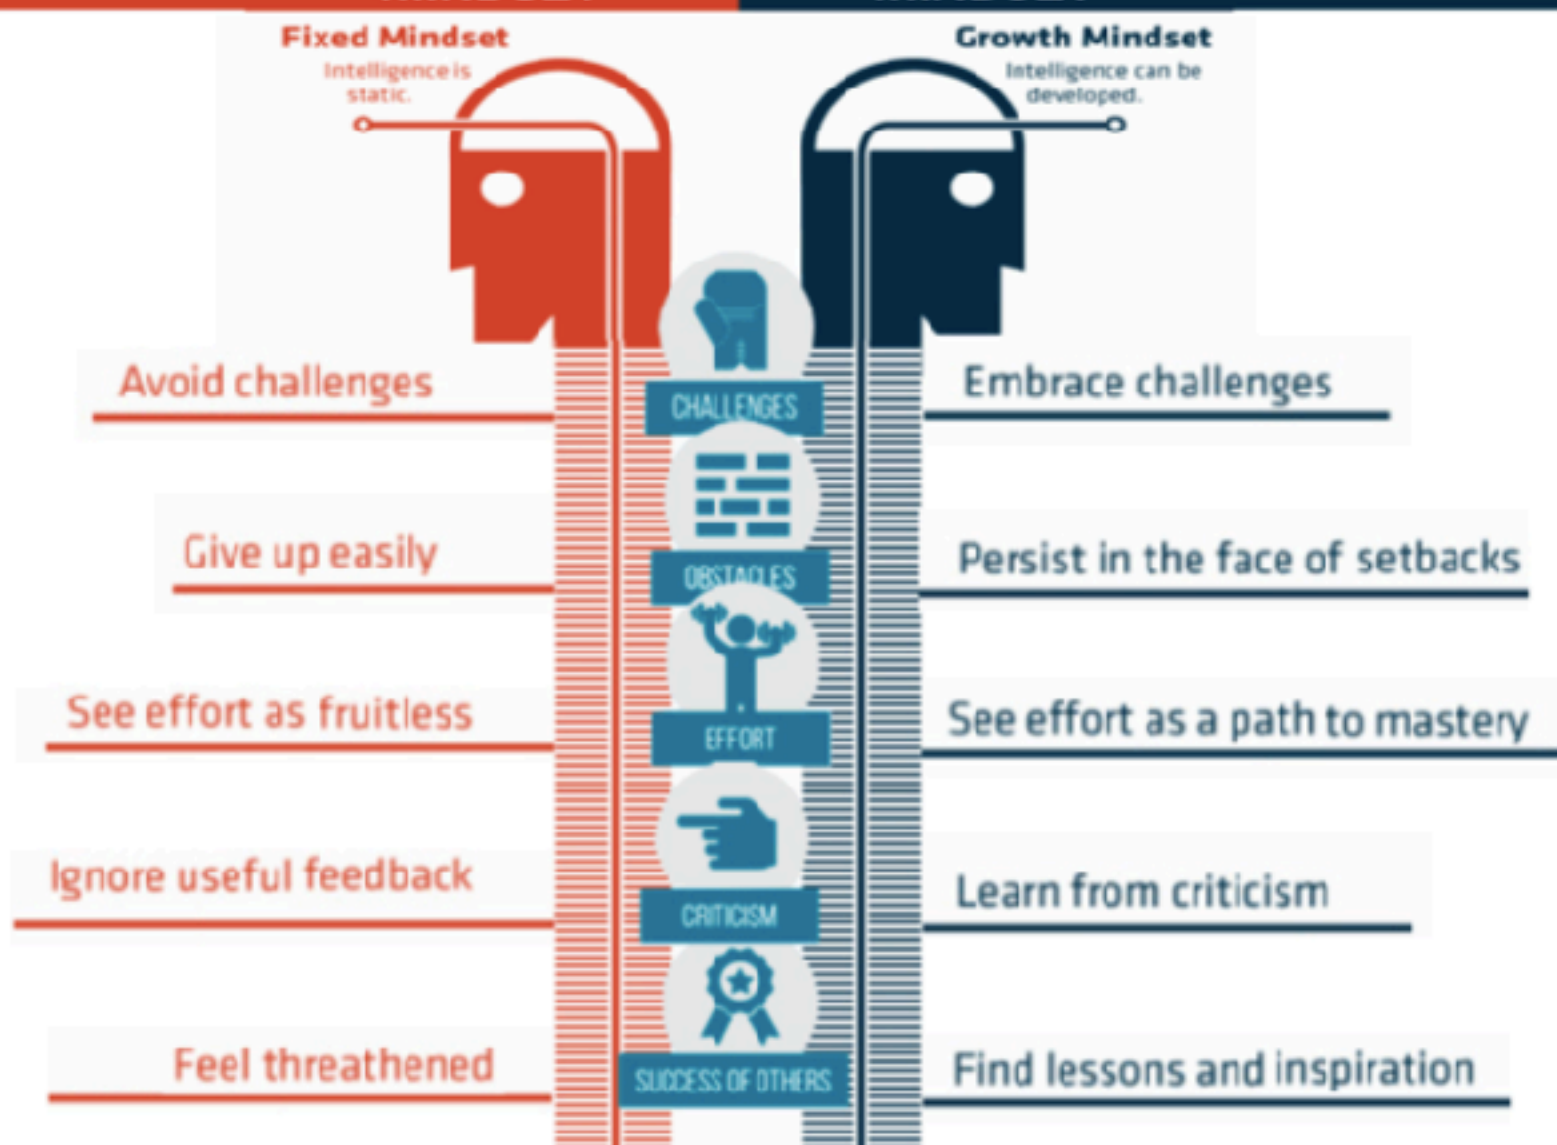 Fixed Mindset
Intelligence is
static.
Growth Mindset
Intelligence can be
developed.
Avoid challenges
CHALLENGES
Embrace challenges
Give up easily
OBSTACLES
Persist in the face of setbacks
See effort as fruitless
EFFORT
See effort as a path to mastery
Ignore useful feedback
CRITICISM
Learn from criticism
Feel threathened
SUCCESS OF OTHERS
Find lessons and inspiration